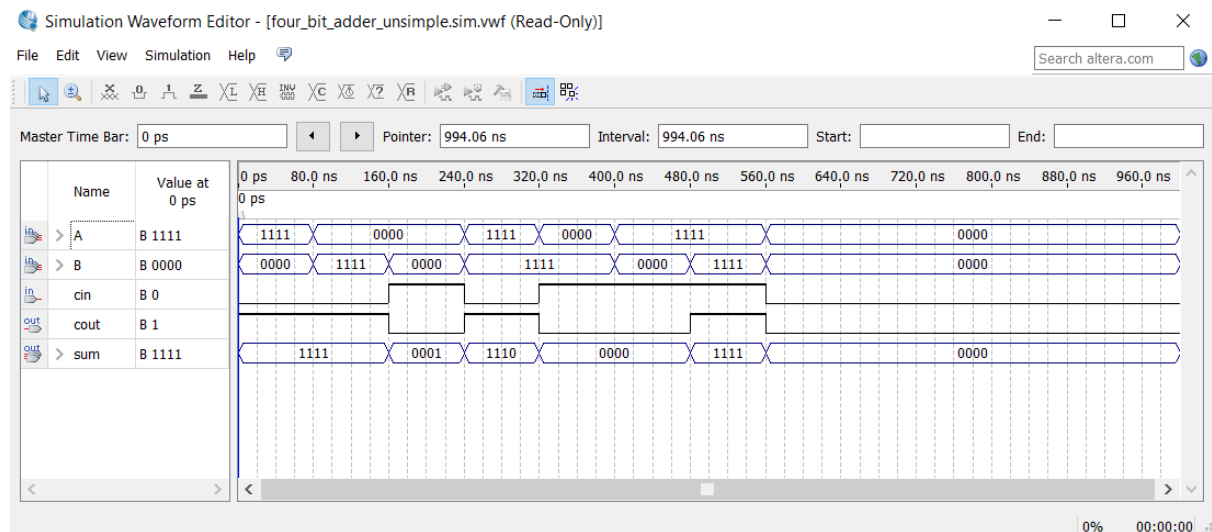 Simulation Waveform Editor - [four_bit_adder_unsimple.sim.vwf (Read-Only)]
File Edit View Simulation Help
Search altera.com
Master Time Bar: 0 ps Pointer: 994.06 ns Interval: 994.06 ns Start: End:
Name Value at 0 ps
0 ps 80.0 ns 160.0 ns 240.0 ns 320.0 ns 400.0 ns 480.0 ns 560.0 ns 640.0 ns 720.0 ns 800.0 ns 880.0 ns 960.0 ns
0 ps
A B 1111 1111 0000 1111 0000 1111 0000
B B 0000 0000 1111 0000 1111 0000 1111 0000
cin B 0
cout B 1
sum B 1111 1111 0001 1110 0000 1111 0000
0% 00:00:00